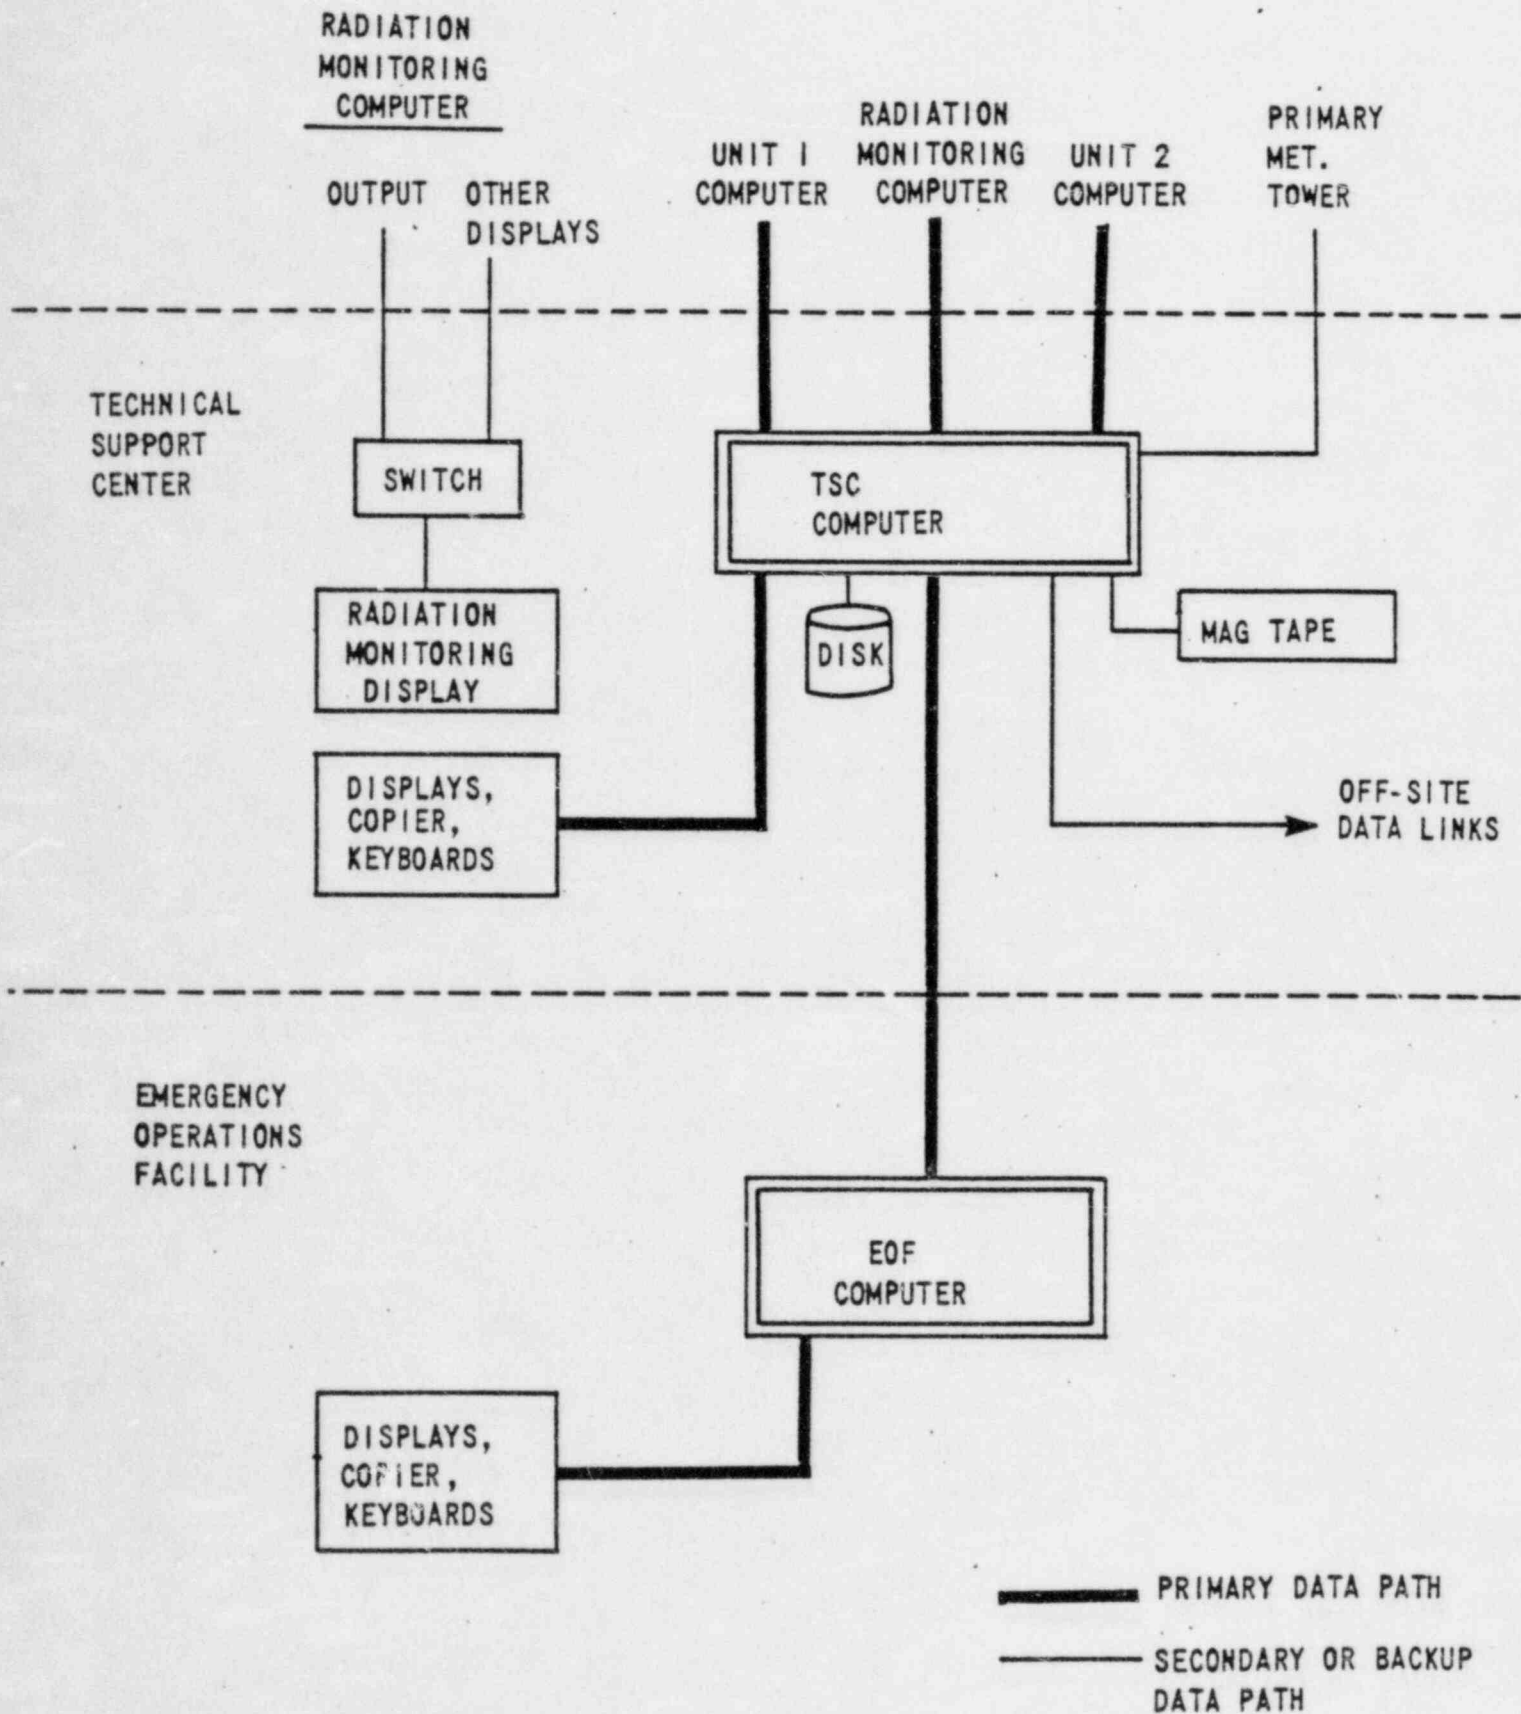 RADIATION
MONITORING
COMPUTER
OUTPUT
OTHER
DISPLAYS
UNIT 1
COMPUTER
RADIATION
MONITORING
COMPUTER
UNIT 2
COMPUTER
PRIMARY
MET.
TOWER
TECHNICAL
SUPPORT
CENTER
SWITCH
TSC
COMPUTER
RADIATION
MONITORING
DISPLAY
DISK
MAG TAPE
DISPLAYS,
COPIER,
KEYBOARDS
OFF-SITE
DATA LINKS
EMERGENCY
OPERATIONS
FACILITY
EOF
COMPUTER
DISPLAYS,
COPIER,
KEYBOARDS
PRIMARY DATA PATH
SECONDARY OR BACKUP
DATA PATH